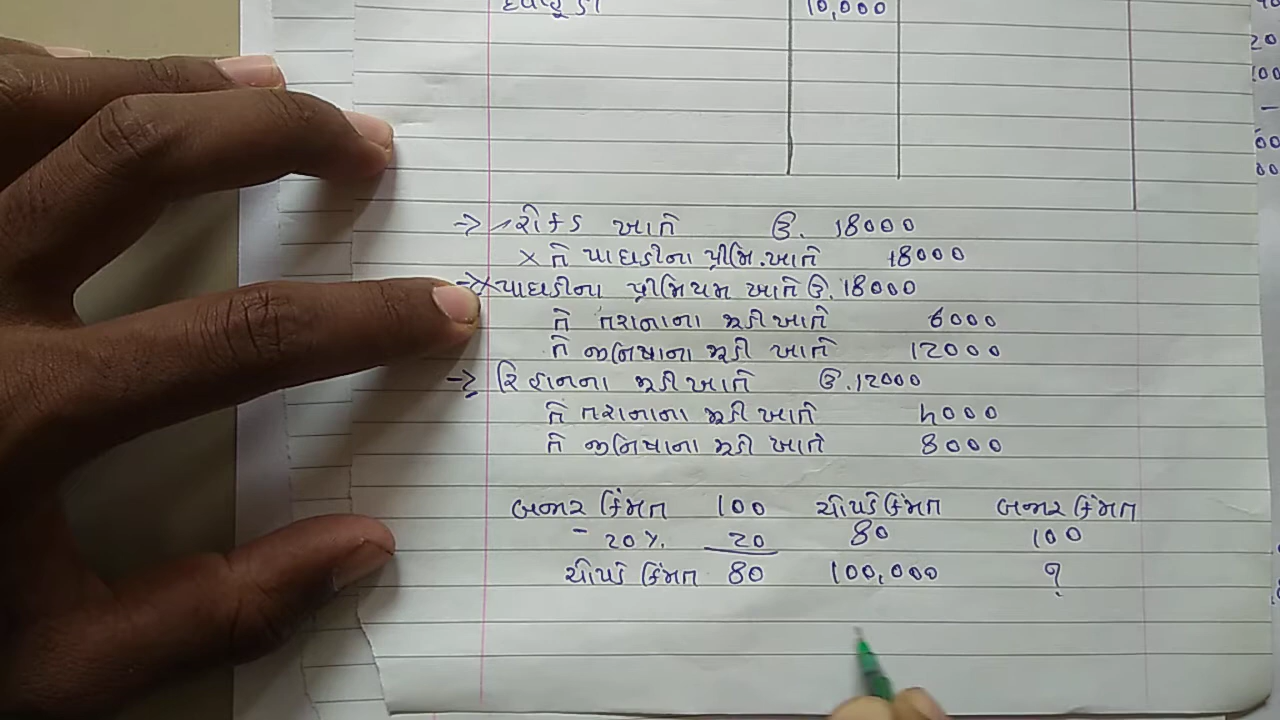 10,000
→ રોકડ ખાતે ઉ. 18000
× તે પાઘડીના પ્રીમિ.ખાતે 18000
→ × પાઘડીના પ્રીમિયમ ખાતે ઉ. 18000
તે તરાનાના મૂડી ખાતે 6000
તે જીનિષાના મૂડી ખાતે 12000
→ રિહાનના મૂડી ખાતે ઉ. 12000
તે તરાનાના મૂડી ખાતે 4000
તે જીનિષાના મૂડી ખાતે 8000
બજાર કિંમત 100 ચોપડે કિંમત બજાર કિંમત
- 20%. 20 80 100
ચોપડે કિંમત 80 100,000 ?